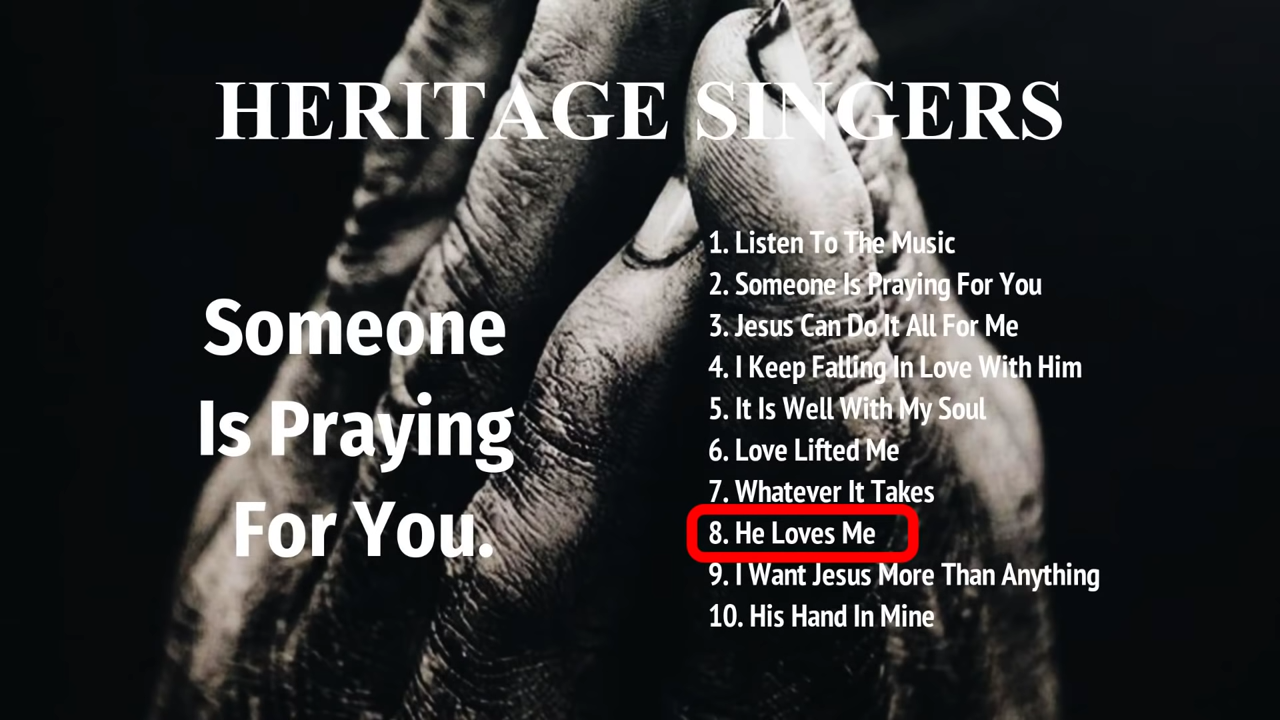 HERITAGE SINGERS
Someone
Is Praying
For You.
1. Listen To The Music
2. Someone Is Praying For You
3. Jesus Can Do It All For Me
4. I Keep Falling In Love With Him
5. It Is Well With My Soul
6. Love Lifted Me
7. Whatever It Takes
8. He Loves Me
9. I Want Jesus More Than Anything
10. His Hand In Mine